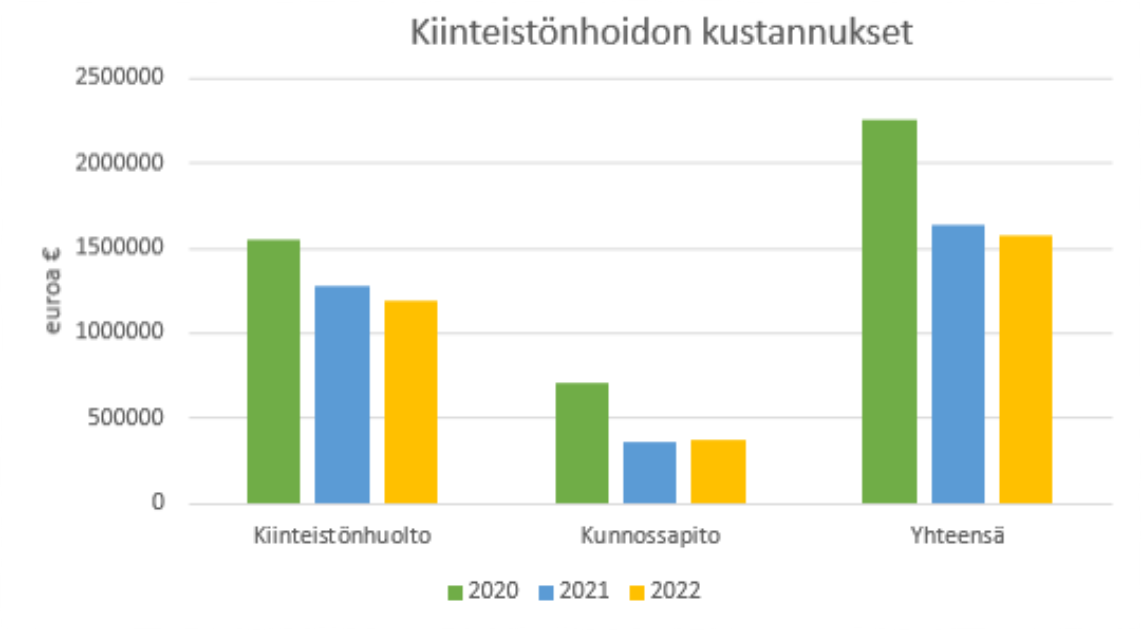 Kiinteistönhoidon kustannukset
2500000
2000000
1500000
1000000
500000
0
euroa €
Kiinteistönhuolto Kunnossapito Yhteensä
2020 2021 2022